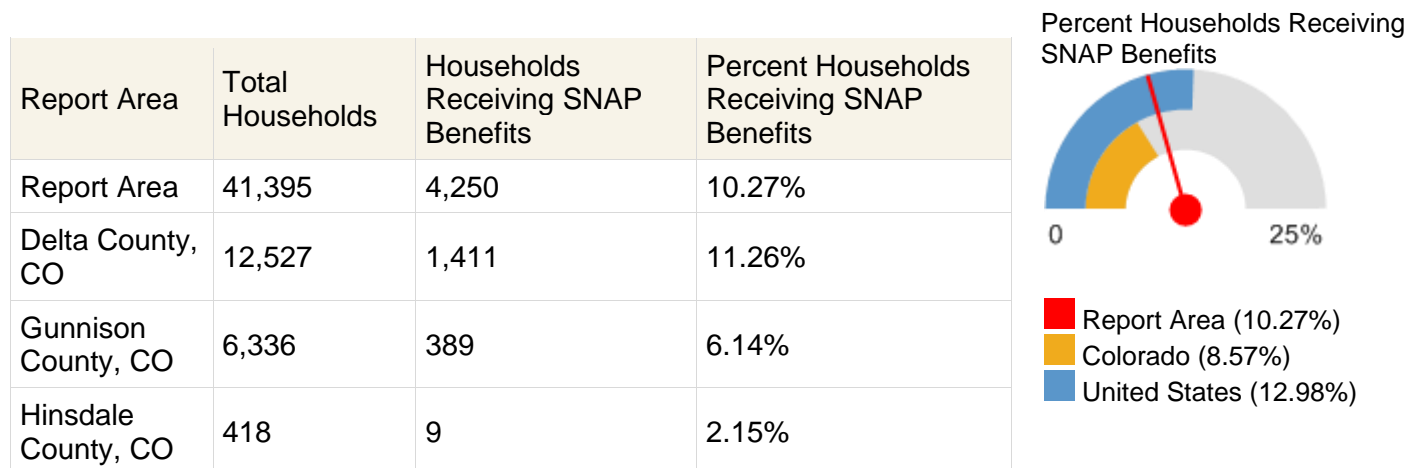 Report Area
Total
Households
Households
Receiving SNAP
Benefits
Percent Households
Receiving SNAP
Benefits
Report Area
41,395
4,250
10.27%
Delta County,
CO
12,527
1,411
11.26%
Gunnison
County, CO
6,336
389
6.14%
Hinsdale
County, CO
418
9
2.15%
Percent Households Receiving
SNAP Benefits
0
25%
Report Area (10.27%)
Colorado (8.57%)
United States (12.98%)